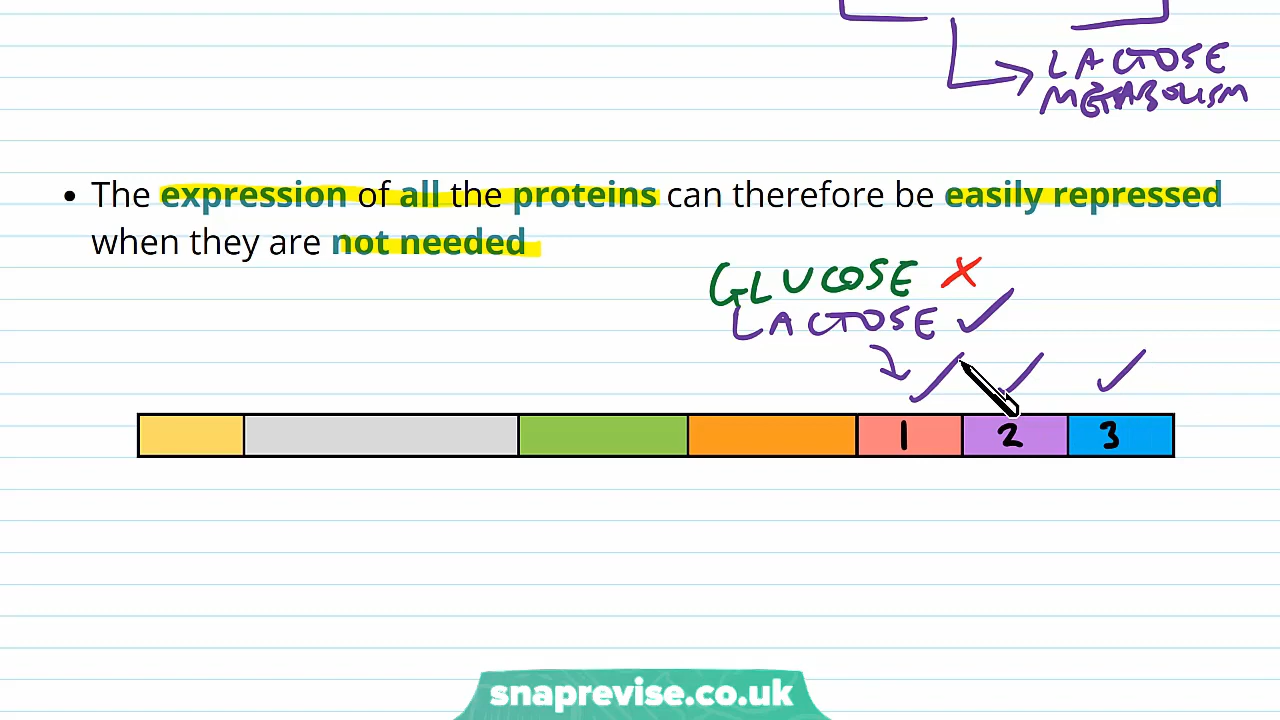 LACTOSE
METABOLISM
• The expression of all the proteins can therefore be easily repressed
when they are not needed
GLUCOSE ✗
LACTOSE ✓
✓ ✓ ✓
1 2 3
snaprevise.co.uk